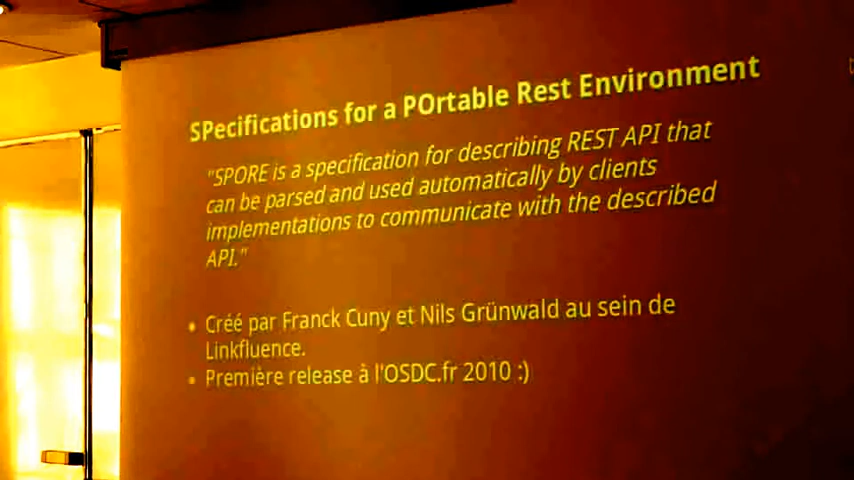 SPecifications for a POrtable Rest Environment
"SPORE is a specification for describing REST API that
can be parsed and used automatically by clients
implementations to communicate with the described
API."
• Créé par Franck Cuny et Nils Grünwald au sein de
Linkfluence.
• Première release à l'OSDC.fr 2010 :)